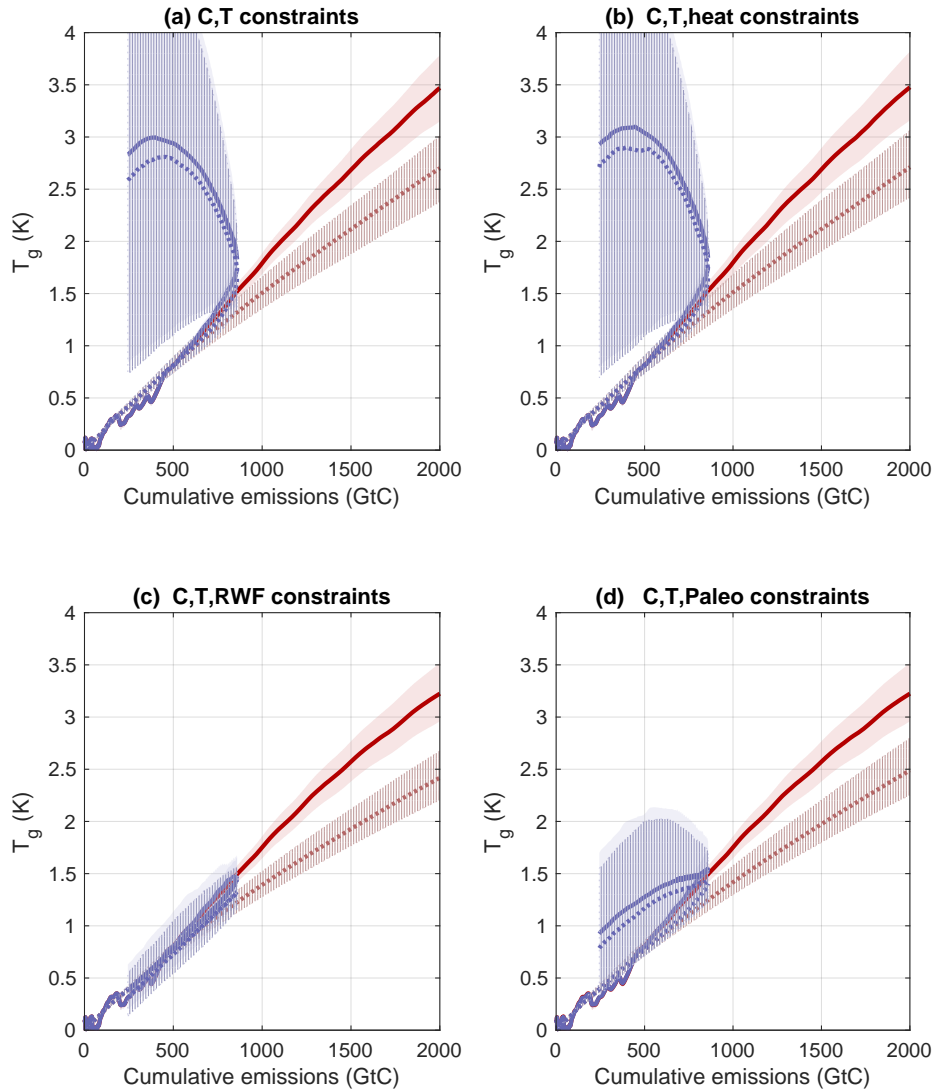 (a) C,T constraints
4
3.5
3
2.5
2
1.5
1
0.5
0
T_g (K)
0 500 1000 1500 2000
Cumulative emissions (GtC)
(b) C,T,heat constraints
4
3.5
3
2.5
2
1.5
1
0.5
0
T_g (K)
0 500 1000 1500 2000
Cumulative emissions (GtC)
(c) C,T,RWF constraints
4
3.5
3
2.5
2
1.5
1
0.5
0
T_g (K)
0 500 1000 1500 2000
Cumulative emissions (GtC)
(d) C,T,Paleo constraints
4
3.5
3
2.5
2
1.5
1
0.5
0
T_g (K)
0 500 1000 1500 2000
Cumulative emissions (GtC)